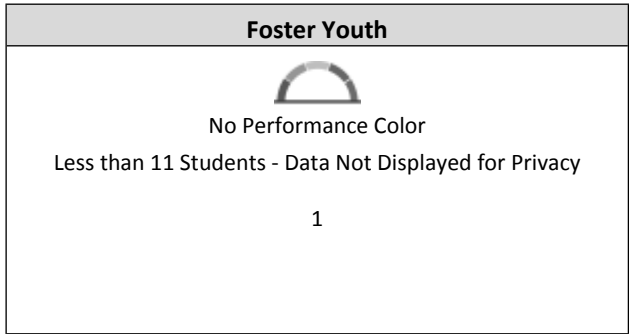 Foster Youth
No Performance Color
Less than 11 Students - Data Not Displayed for Privacy
1